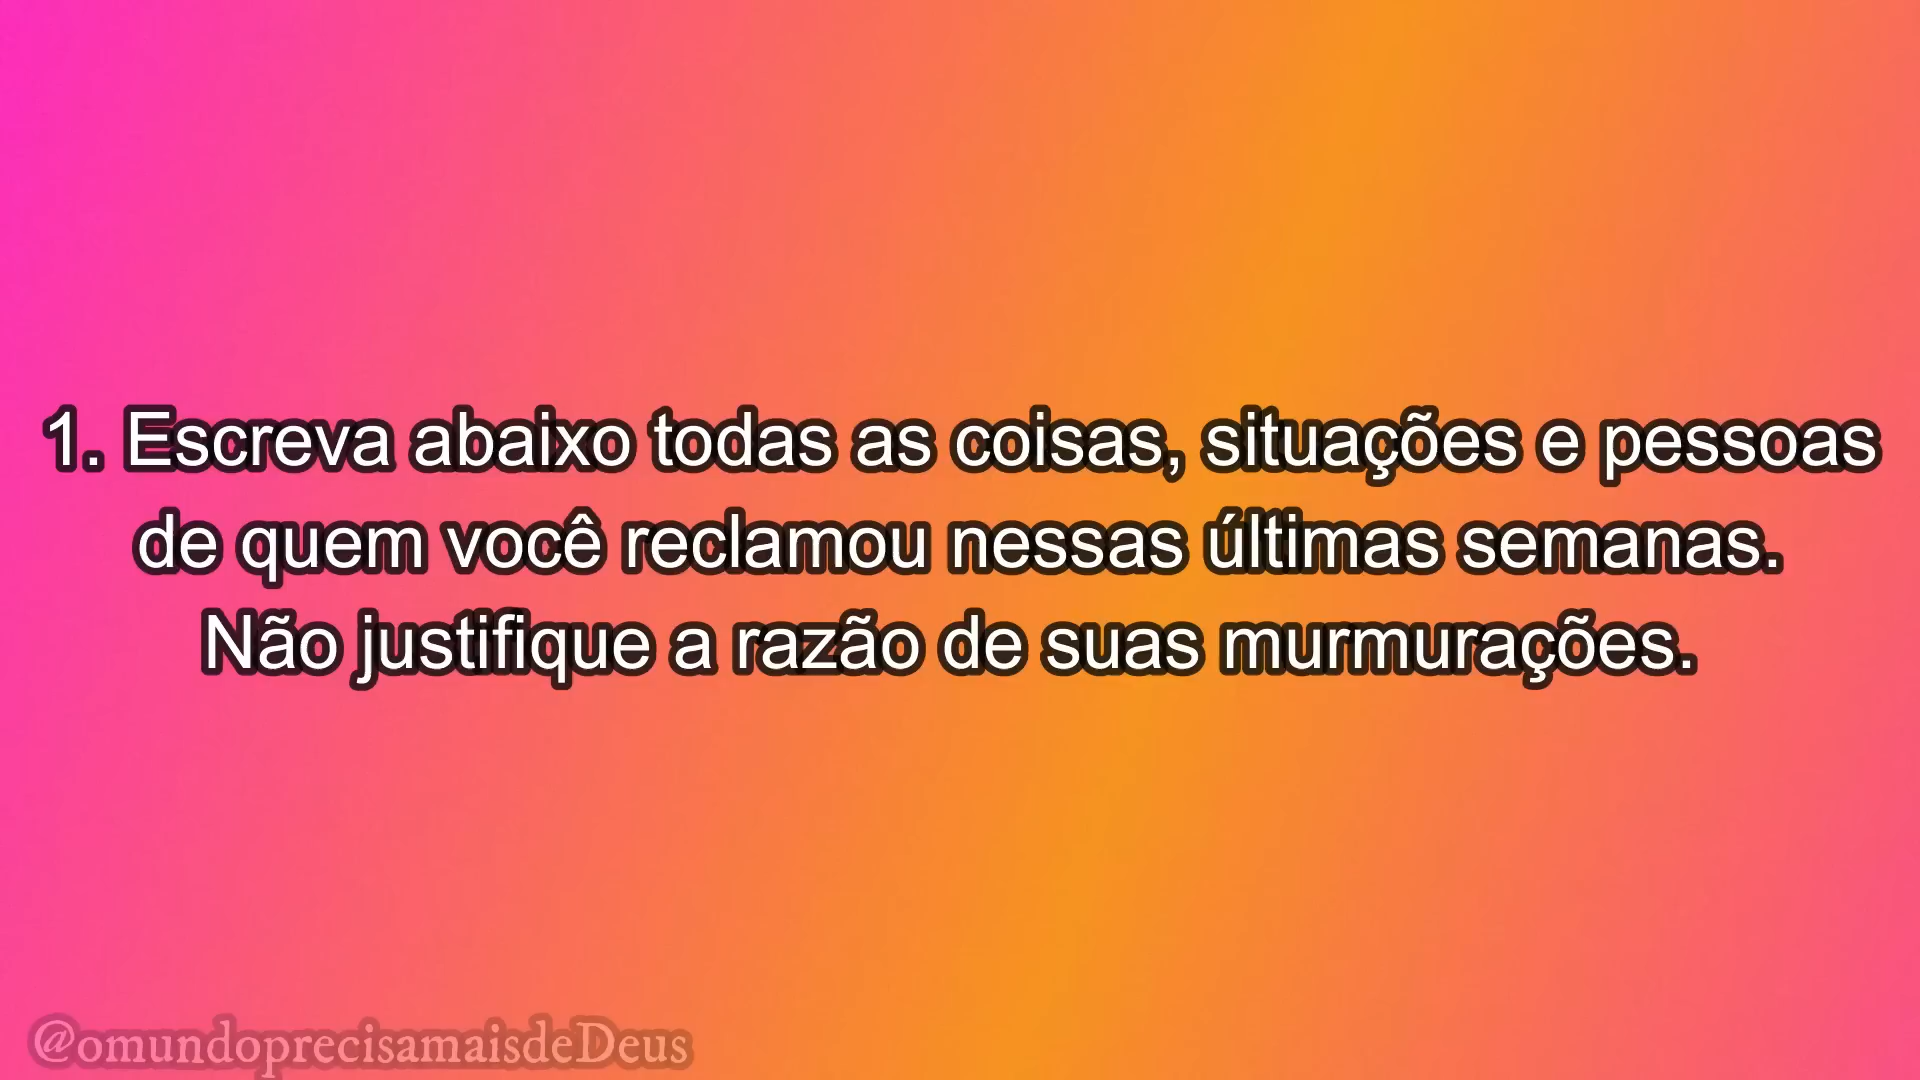 1. Escreva abaixo todas as coisas, situações e pessoas
de quem você reclamou nessas últimas semanas.
Não justifique a razão de suas murmurações.
@omundoprecisamaisdeDeus